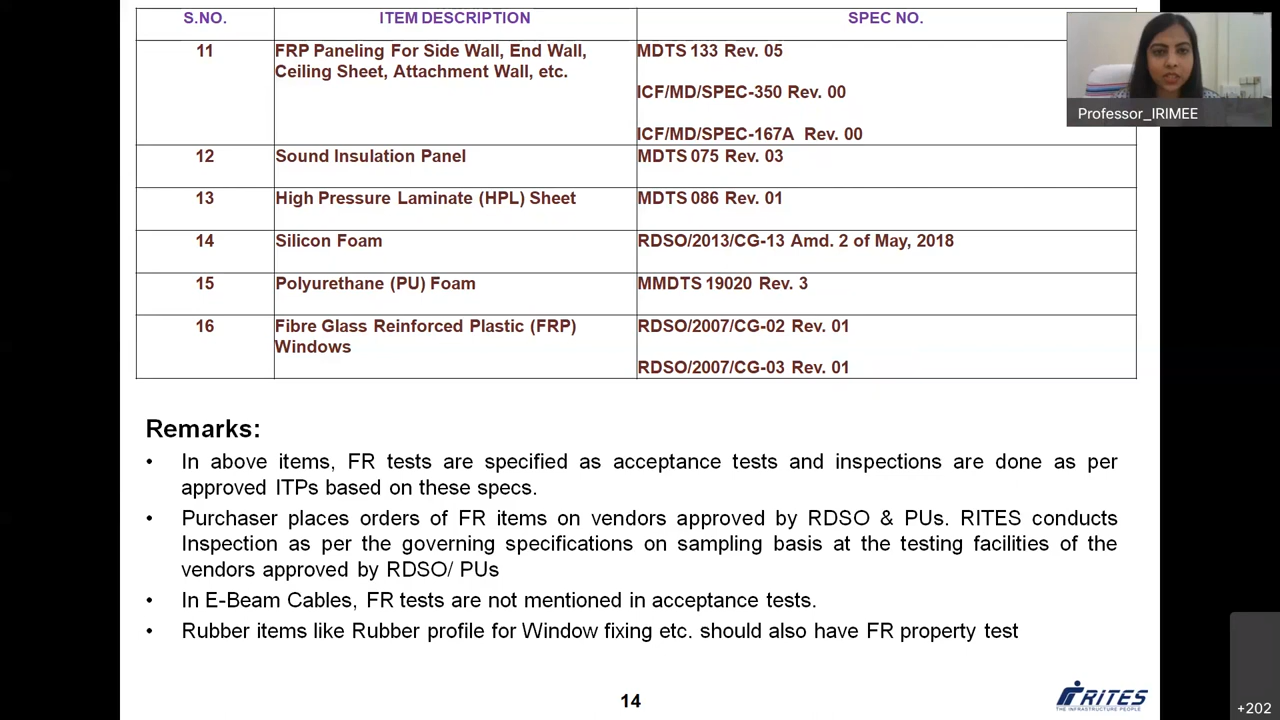 S.NO. ITEM DESCRIPTION SPEC NO.
11 FRP Paneling For Side Wall, End Wall, MDTS 133 Rev. 05
Ceiling Sheet, Attachment Wall, etc.
ICF/MD/SPEC-350 Rev. 00
ICF/MD/SPEC-167A Rev. 00
12 Sound Insulation Panel MDTS 075 Rev. 03
13 High Pressure Laminate (HPL) Sheet MDTS 086 Rev. 01
14 Silicon Foam RDSO/2013/CG-13 Amd. 2 of May, 2018
15 Polyurethane (PU) Foam MMDTS 19020 Rev. 3
16 Fibre Glass Reinforced Plastic (FRP) RDSO/2007/CG-02 Rev. 01
Windows
RDSO/2007/CG-03 Rev. 01
Professor_IRIMEE
Remarks:
• In above items, FR tests are specified as acceptance tests and inspections are done as per
approved ITPs based on these specs.
• Purchaser places orders of FR items on vendors approved by RDSO & PUs. RITES conducts
Inspection as per the governing specifications on sampling basis at the testing facilities of the
vendors approved by RDSO/ PUs
• In E-Beam Cables, FR tests are not mentioned in acceptance tests.
• Rubber items like Rubber profile for Window fixing etc. should also have FR property test
14
RITES
THE INFRASTRUCTURE PEOPLE
+202